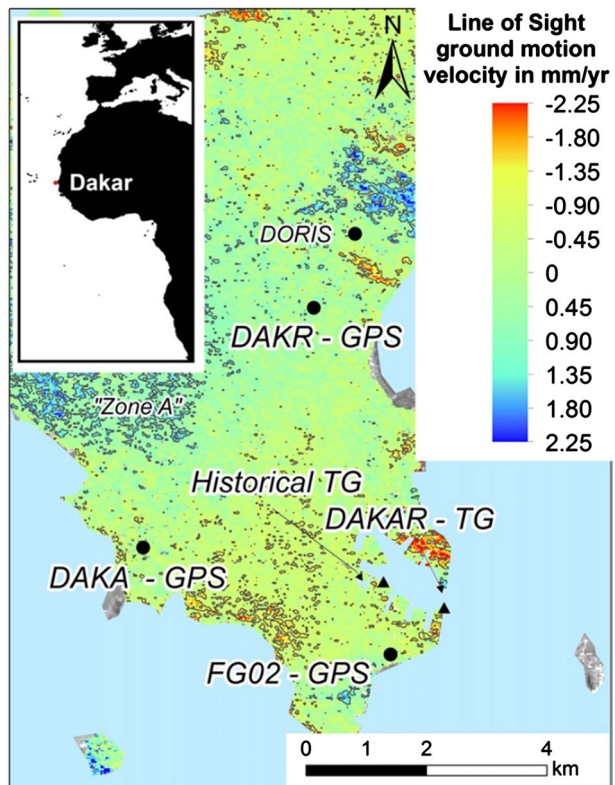 Line of Sight
ground motion
velocity in mm/yr
N
-2.25
-1.80
-1.35
-0.90
-0.45
0
0.45
0.90
1.35
1.80
2.25
Dakar
DORIS
DAKR - GPS
"Zone A"
Historical TG
DAKAR - TG
DAKA - GPS
FG02 - GPS
0 1 2 4
km